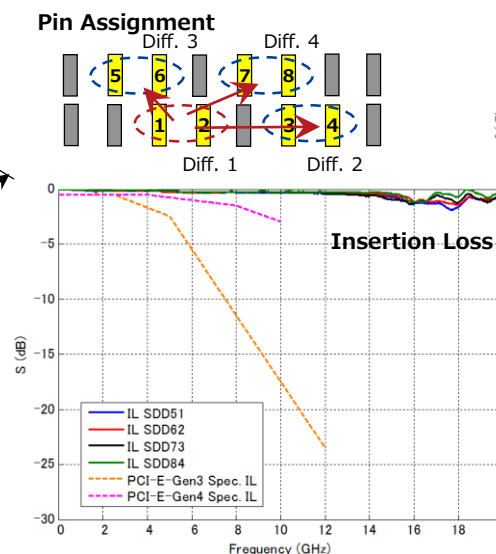 Pin Assignment
Diff. 3 Diff. 4
5 6 7 8
1 2 3 4
Diff. 1 Diff. 2
Insertion Loss
S (dB)
0
-5
-10
-15
-20
-25
-30
IL SDD51
IL SDD62
IL SDD73
IL SDD84
PCI-E-Gen3 Spec. IL
PCI-E-Gen4 Spec. IL
0 2 4 6 8 10 12 14 16 18
Frequency (GHz)